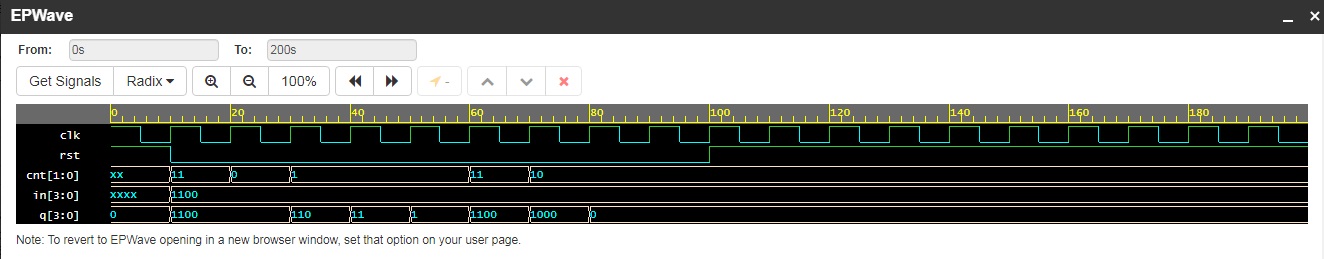 EPWave
From: 0s To: 200s
Get Signals Radix 100% -
0 20 40 60 80 100 120 140 160 180
clk
rst
cnt[1:0] xx 11 0 1 11 10
in[3:0] xxxx 1100
q[3:0] 0 1100 110 11 1 1100 1000 0
Note: To revert to EPWave opening in a new browser window, set that option on your user page.